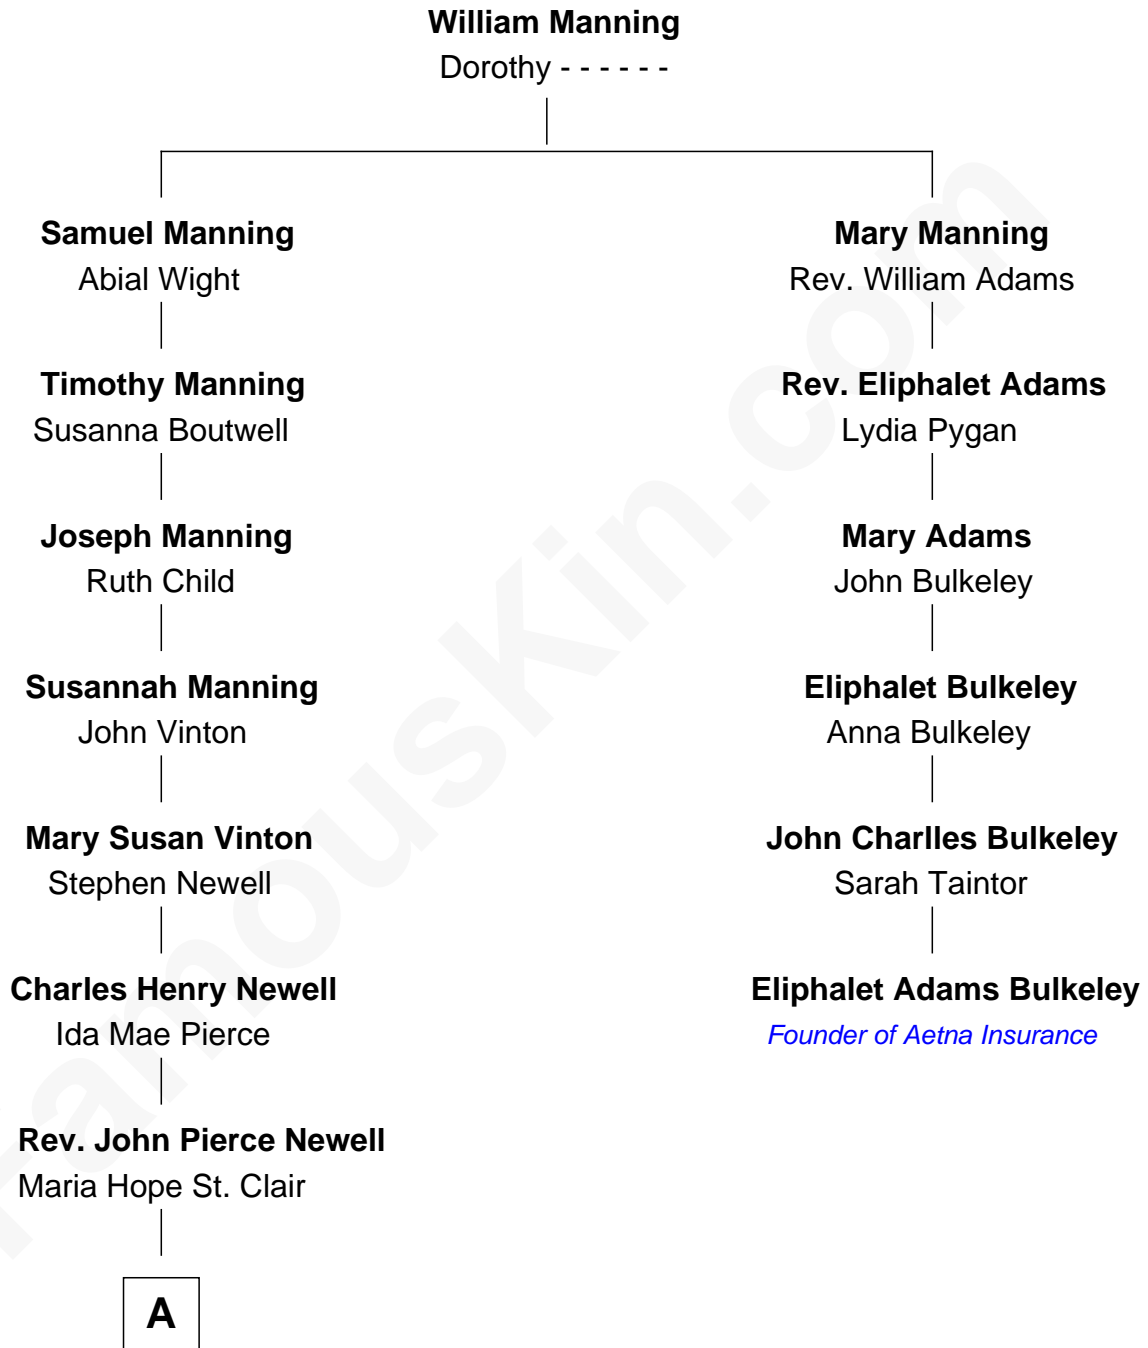 William Manning
Dorothy - - - - - -
Samuel Manning
Abial Wight
Mary Manning
Rev. William Adams
Timothy Manning
Susanna Boutwell
Rev. Eliphalet Adams
Lydia Pygan
Joseph Manning
Ruth Child
Mary Adams
John Bulkeley
Susannah Manning
John Vinton
Eliphalet Bulkeley
Anna Bulkeley
Mary Susan Vinton
Stephen Newell
John Charlles Bulkeley
Sarah Taintor
Charles Henry Newell
Ida Mae Pierce
Eliphalet Adams Bulkeley
Founder of Aetna Insurance
Rev. John Pierce Newell
Maria Hope St. Clair
A
FamousKin.com